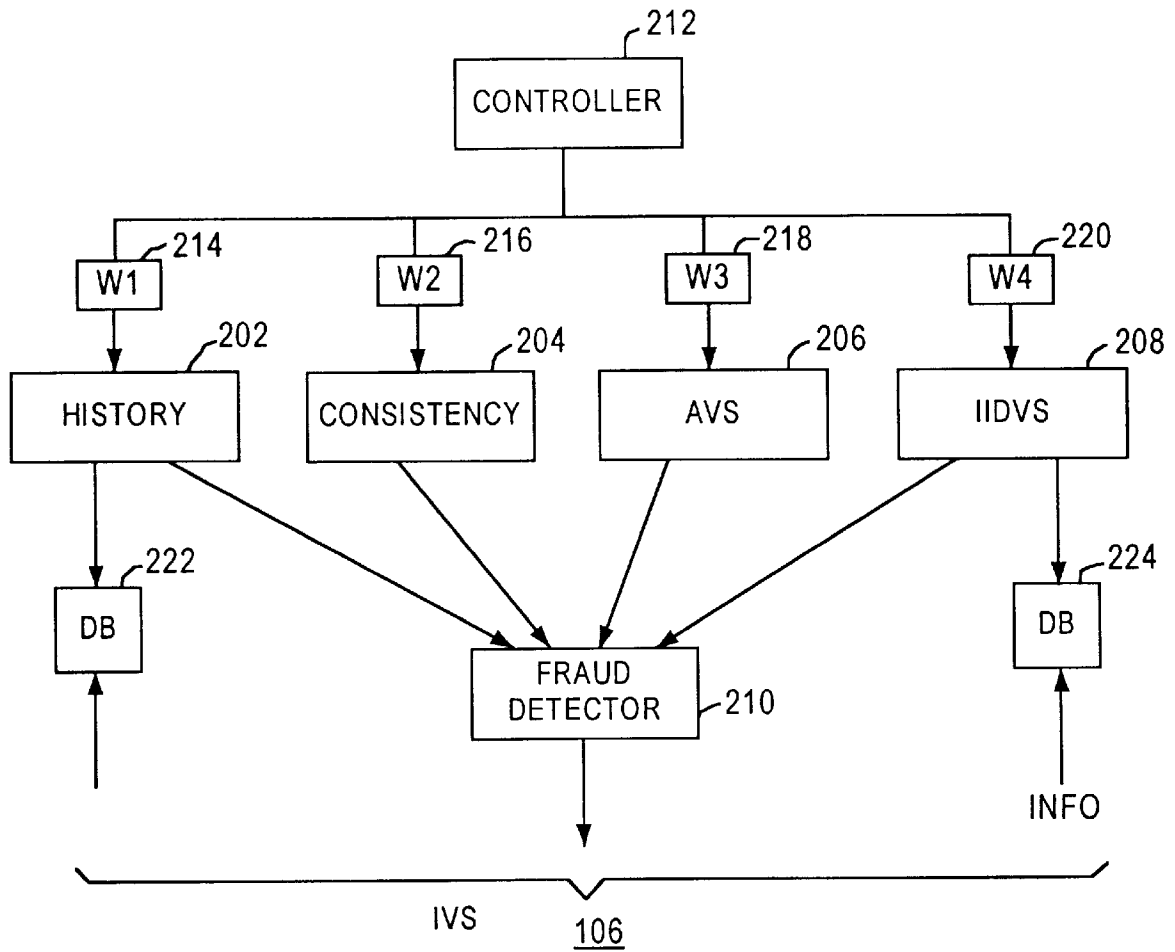 212
CONTROLLER
214
216
218
220
W1
W2
W3
W4
202
204
206
208
HISTORY
CONSISTENCY
AVS
IIDVS
222
224
DB
DB
FRAUD
DETECTOR
210
INFO
IVS
106